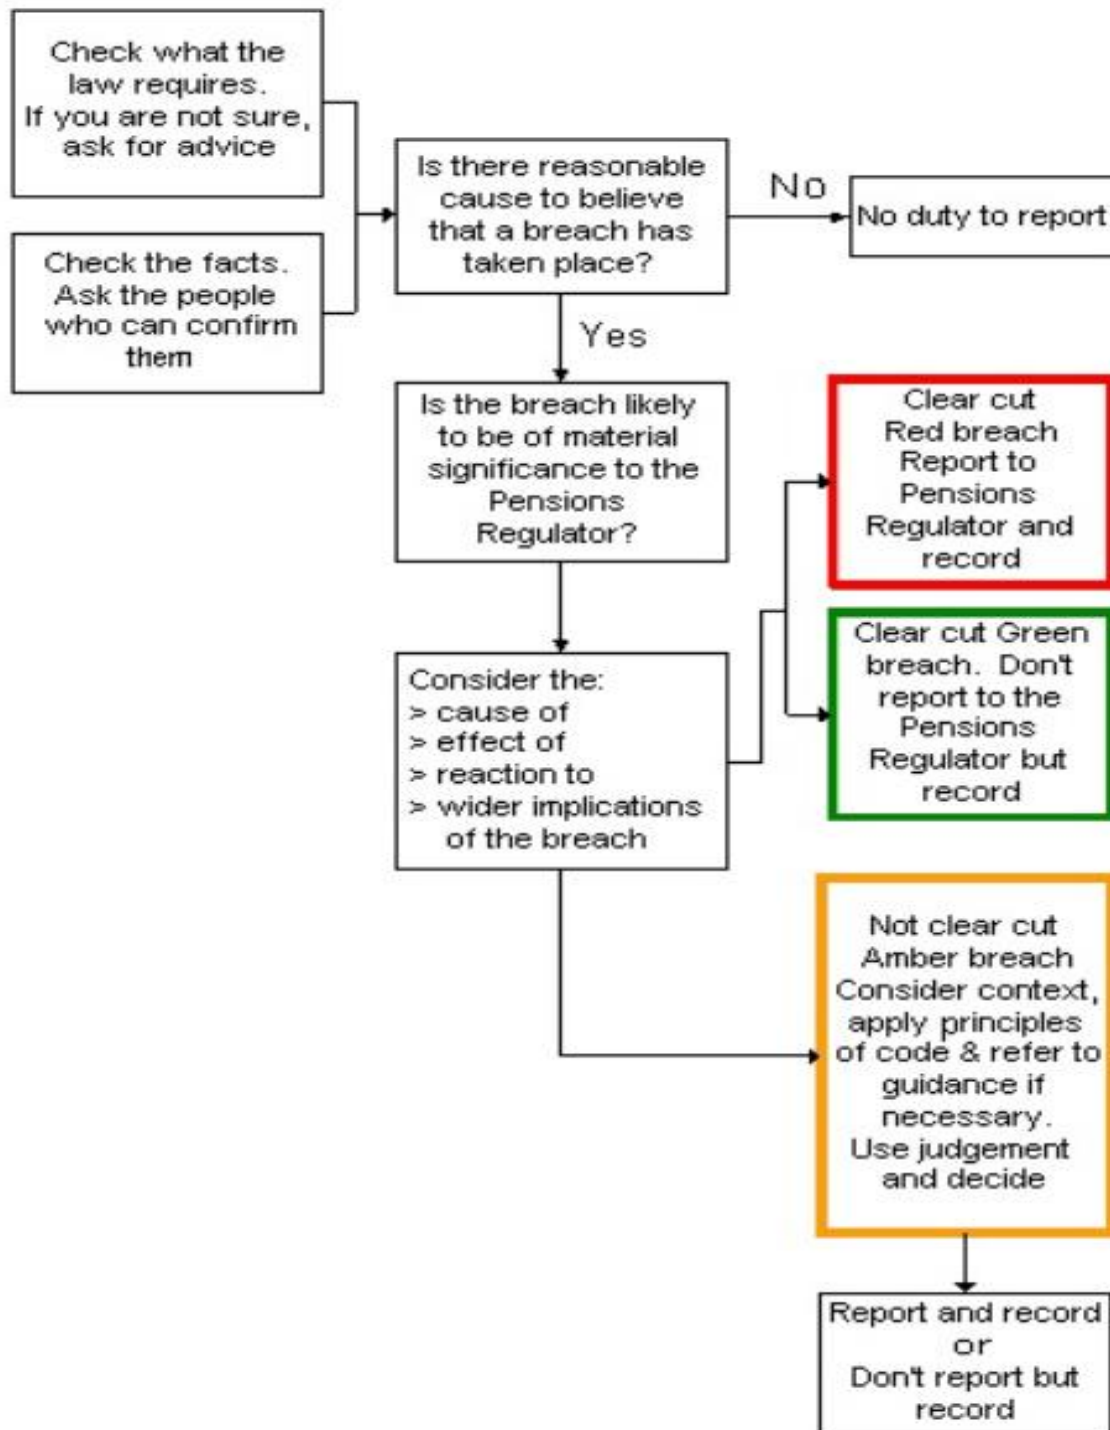 Check what the
law requires.
If you are not sure,
ask for advice
Check the facts.
Ask the people
who can confirm
them
Is there reasonable
cause to believe
that a breach has
taken place?
No
No duty to report
Yes
Is the breach likely
to be of material
significance to the
Pensions
Regulator?
Consider the:
> cause of
> effect of
> reaction to
> wider implications
of the breach
Clear cut
Red breach
Report to
Pensions
Regulator and
record
Clear cut Green
breach. Don't
report to the
Pensions
Regulator but
record
Not clear cut
Amber breach
Consider context,
apply principles
of code & refer to
guidance if
necessary.
Use judgement
and decide
Report and record
or
Don't report but
record